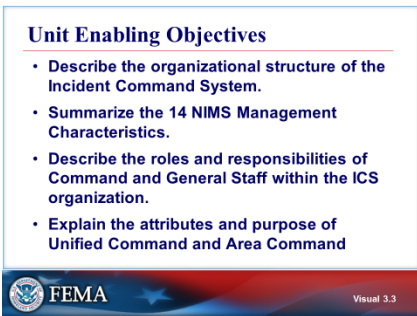 Unit Enabling Objectives
• Describe the organizational structure of the
Incident Command System.
• Summarize the 14 NIMS Management
Characteristics.
• Describe the roles and responsibilities of
Command and General Staff within the ICS
organization.
• Explain the attributes and purpose of
Unified Command and Area Command
FEMA
Visual 3.3